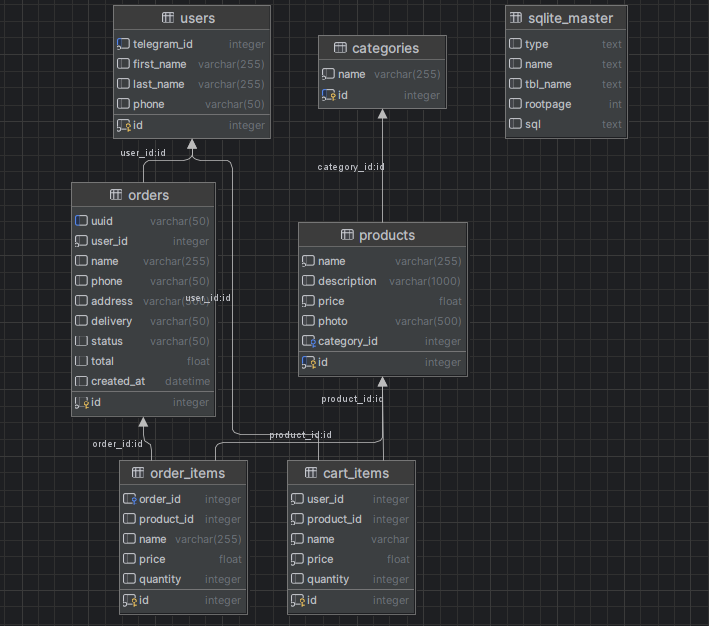 users
telegram_id integer
first_name varchar(255)
last_name varchar(255)
phone varchar(50)
id integer
categories
name varchar(255)
id integer
sqlite_master
type text
name text
tbl_name text
rootpage int
sql text
user_id:id
category_id:id
orders
uuid varchar(50)
user_id integer
name varchar(255)
phone varchar(50)
address varchar(500)
delivery varchar(50)
status varchar(50)
total float
created_at datetime
id integer
user_id:id
products
name varchar(255)
description varchar(1000)
price float
photo varchar(500)
category_id integer
id integer
product_id:id
order_id:id
product_id:id
order_items
order_id integer
product_id integer
name varchar(255)
price float
quantity integer
id integer
cart_items
user_id integer
product_id integer
name varchar
price float
quantity integer
id integer